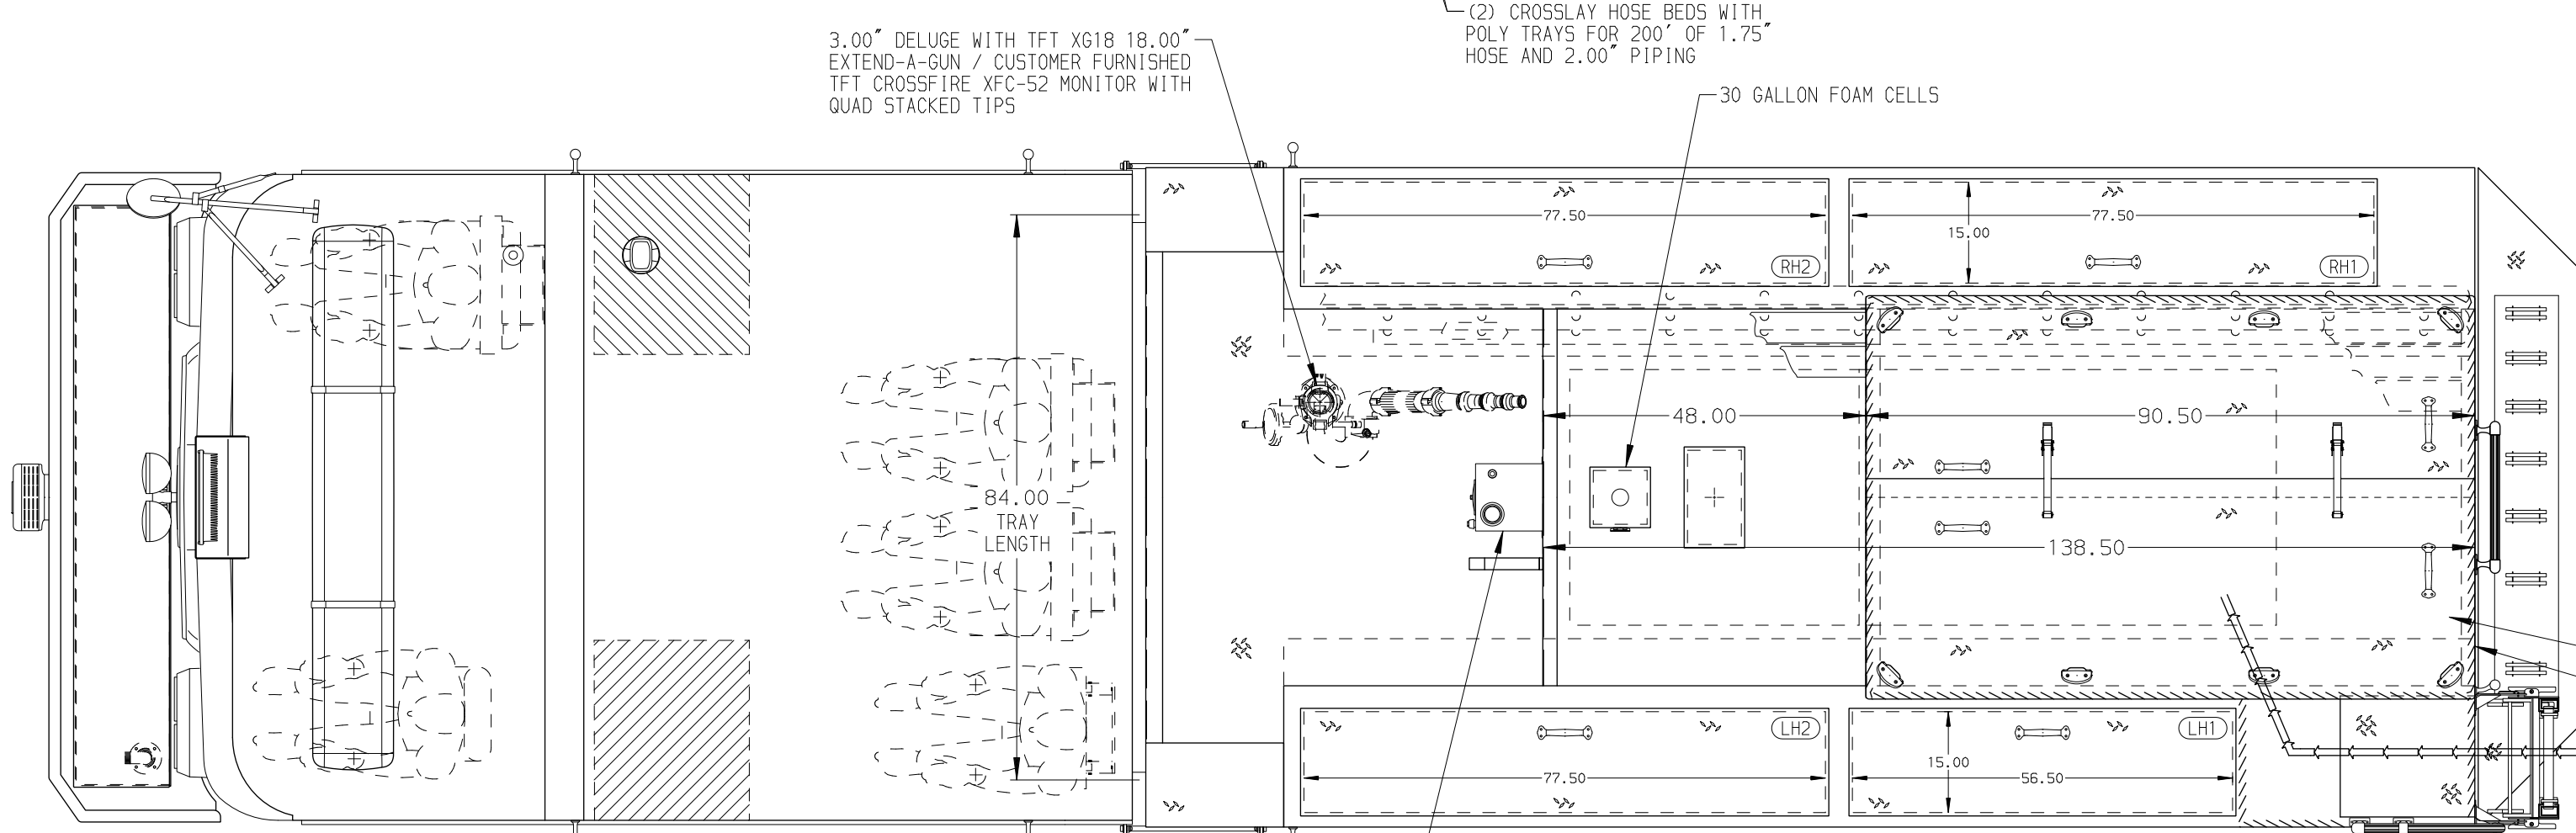 (2) CROSSLAY HOSE BEDS WITH
POLY TRAYS FOR 200' OF 1.75"
HOSE AND 2.00" PIPING
3.00" DELUGE WITH TFT XG18 18.00"
EXTEND-A-GUN / CUSTOMER FURNISHED
TFT CROSSFIRE XFC-52 MONITOR WITH
QUAD STACKED TIPS
30 GALLON FOAM CELLS
77.50
77.50
15.00
RH2
RH1
48.00
90.50
84.00
TRAY
LENGTH
138.50
LH2
LH1
15.00
77.50
56.50